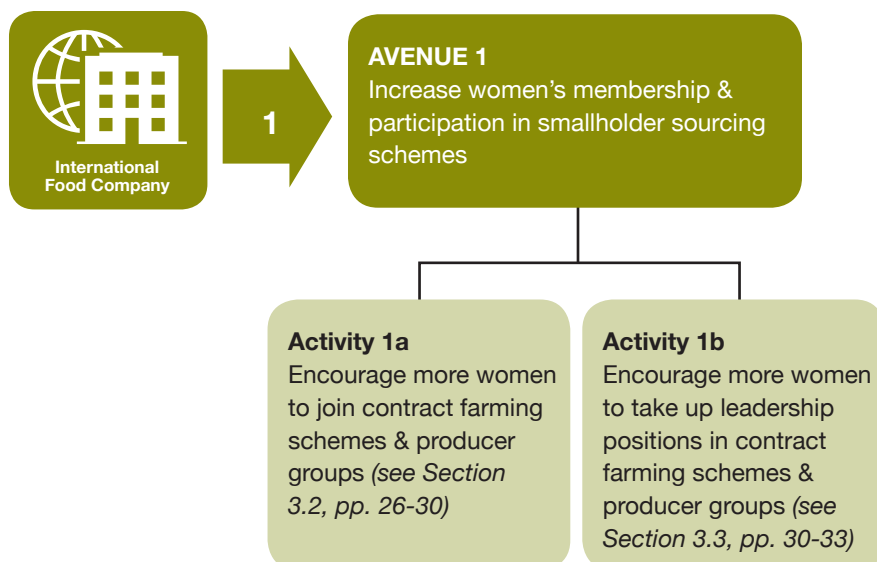 International
Food Company
1
AVENUE 1
Increase women’s membership &
participation in smallholder sourcing
schemes
Activity 1a
Encourage more women
to join contract farming
schemes & producer
groups (see Section
3.2, pp. 26-30)
Activity 1b
Encourage more women
to take up leadership
positions in contract
farming schemes &
producer groups (see
Section 3.3, pp. 30-33)